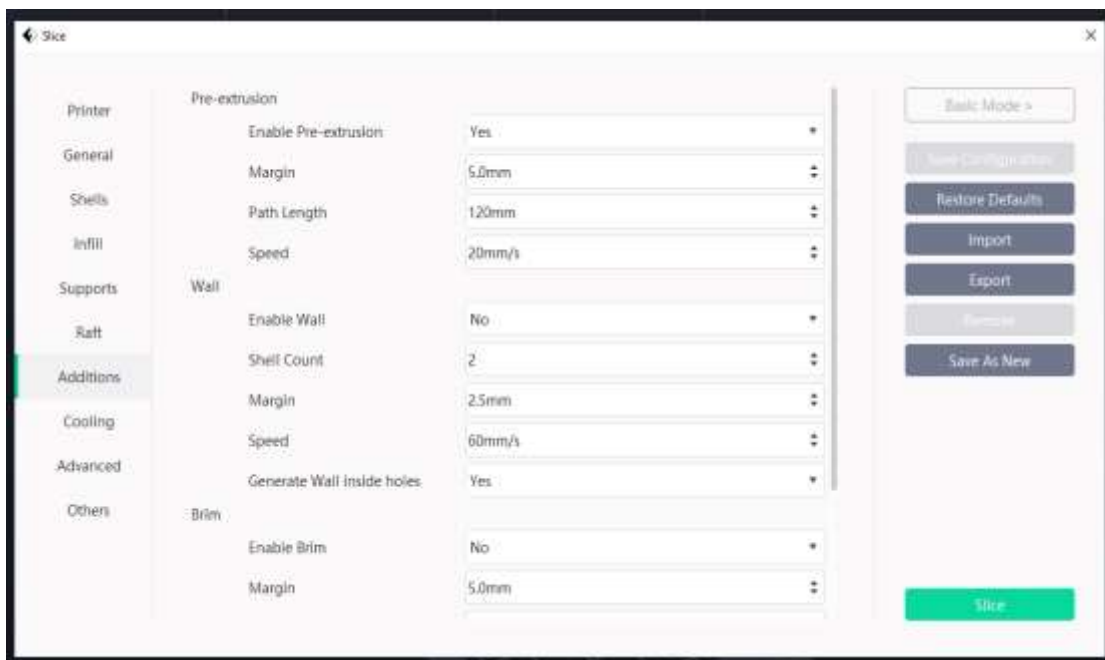 Slice
Printer
General
Shells
Infill
Supports
Raft
Additions
Cooling
Advanced
Others
Pre-extrusion
Enable Pre-extrusion Yes
Margin 5.0mm
Path Length 120mm
Speed 20mm/s
Wall
Enable Wall No
Shell Count 2
Margin 2.5mm
Speed 60mm/s
Generate Wall inside holes Yes
Brim
Enable Brim No
Margin 5.0mm
Basic Mode >
Save Configuration
Restore Defaults
Import
Export
Remove
Save As New
Slice